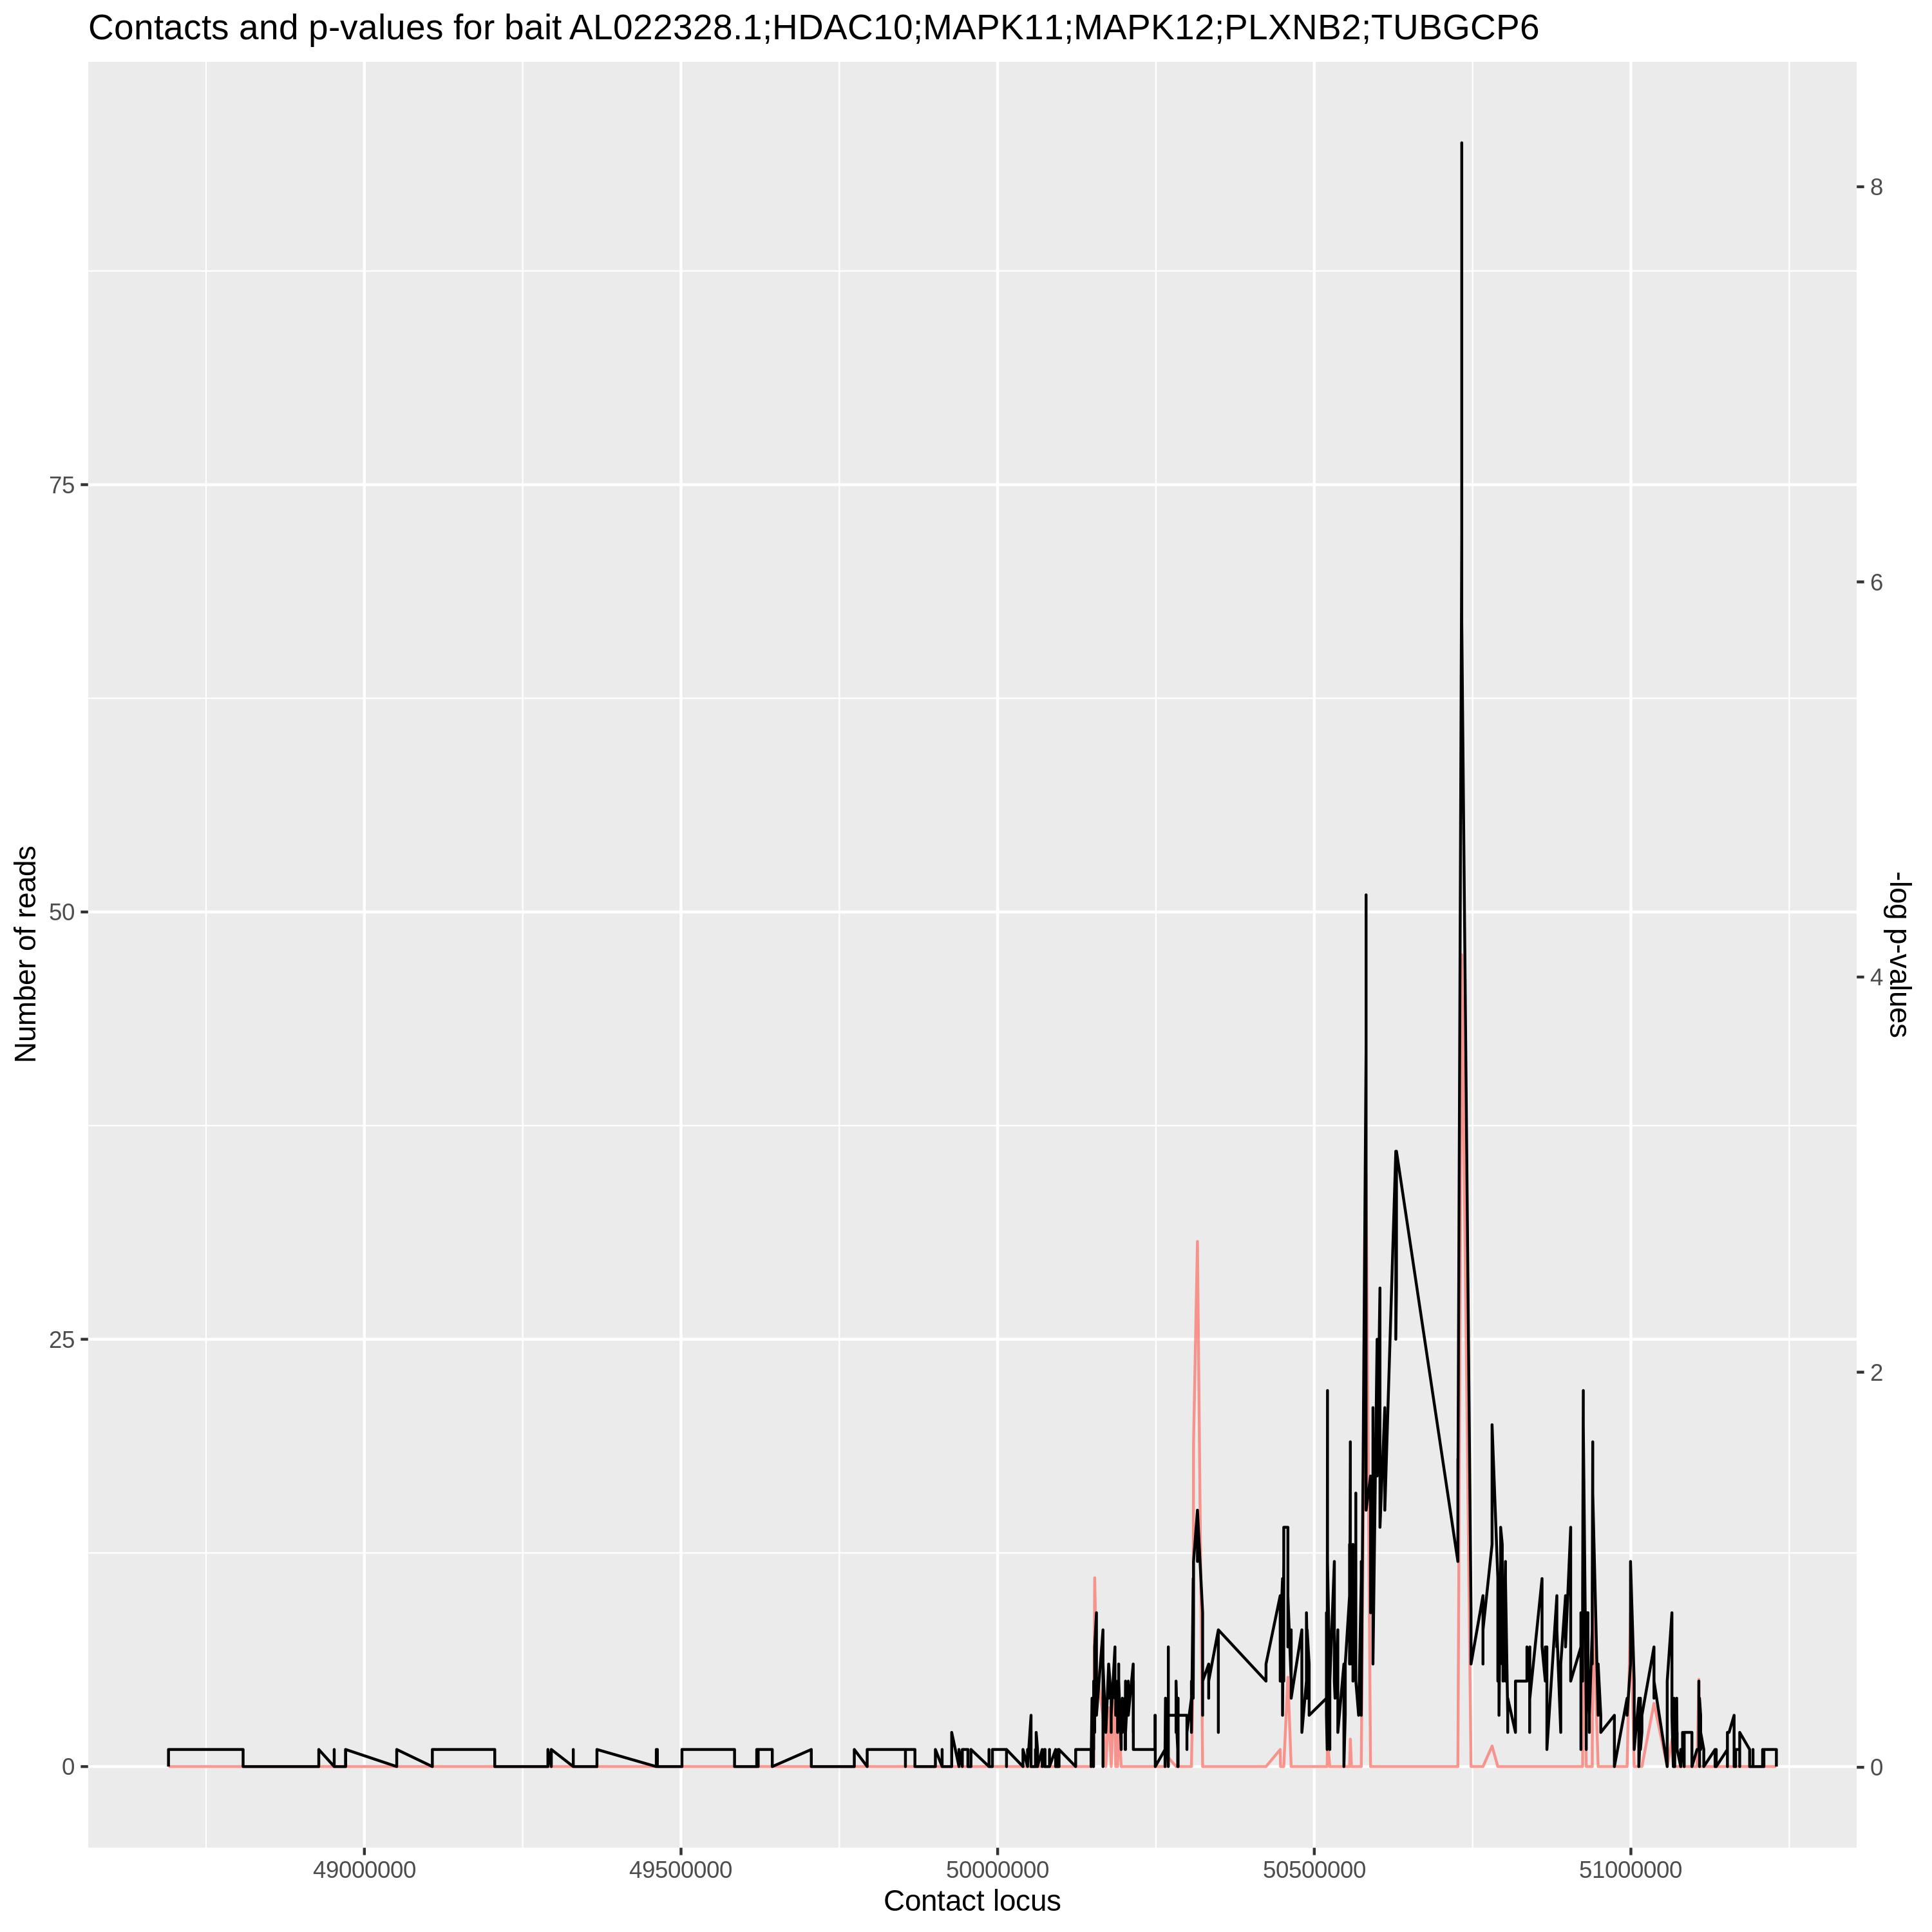 Contacts and p-values for bait AL022328.1;HDAC10;MAPK11;MAPK12;PLXNB2;TUBGCP6
8
75
6
Number of reads
50
-log p-values
4
25
2
0
0
49000000 49500000 50000000 50500000 51000000
Contact locus